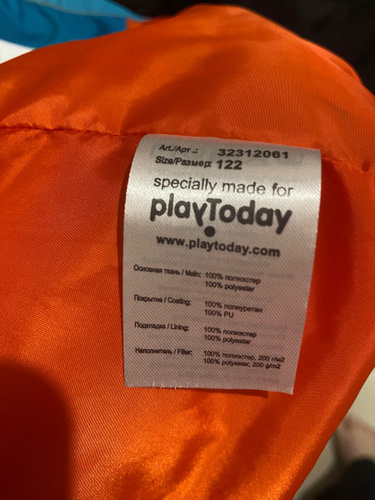 Art./Арт .: 32312061
Size/Размер: 122
specially made for
playToday
www.playtoday.com
Основная ткань / Main: 100% полиэстер
100% polyester
Покрытие / Coating: 100% полиуретан
100% PU
Подкладка / Lining: 100% полиэстер
100% polyester
Наполнитель / Filler: 100% полиэстер, 200 г/м2
100% polyester, 200 g/m2